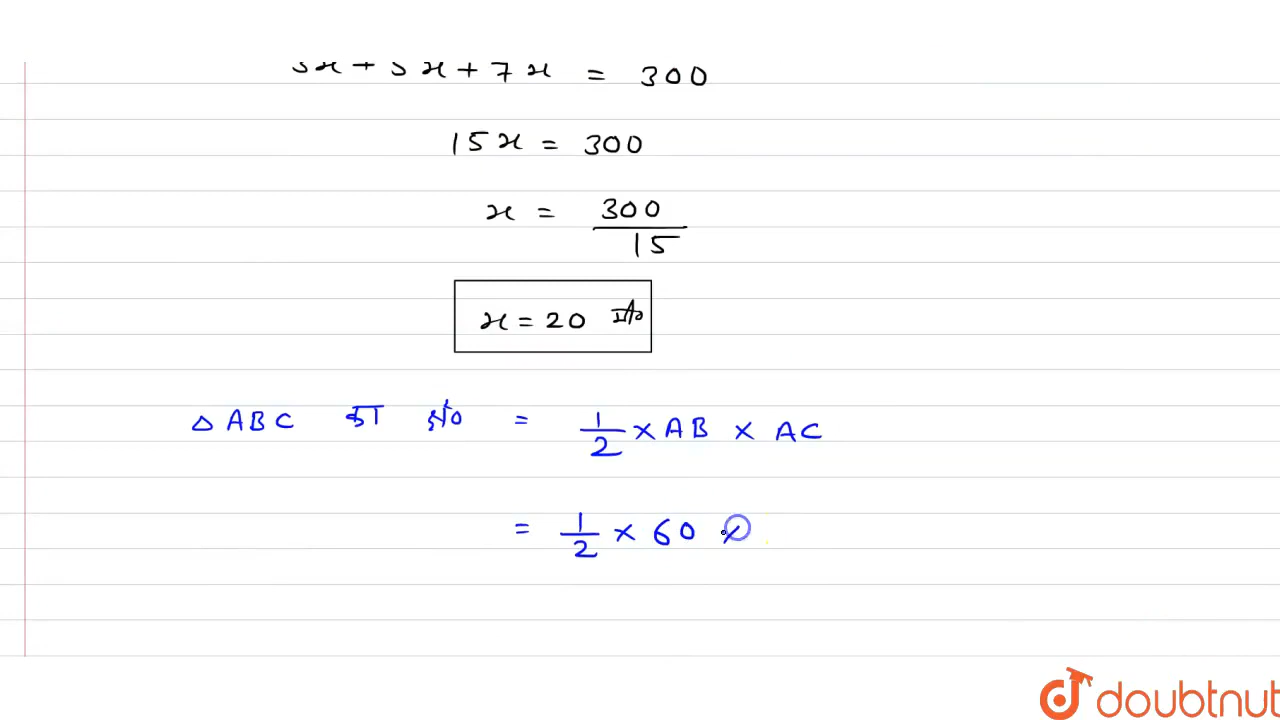 3x + 5x + 7x = 300
15x = 300
x = 300/15
x = 20 मी०
△ABC का क्षे० = 1/2 × AB × AC
= 1/2 × 60 ×
doubtnut